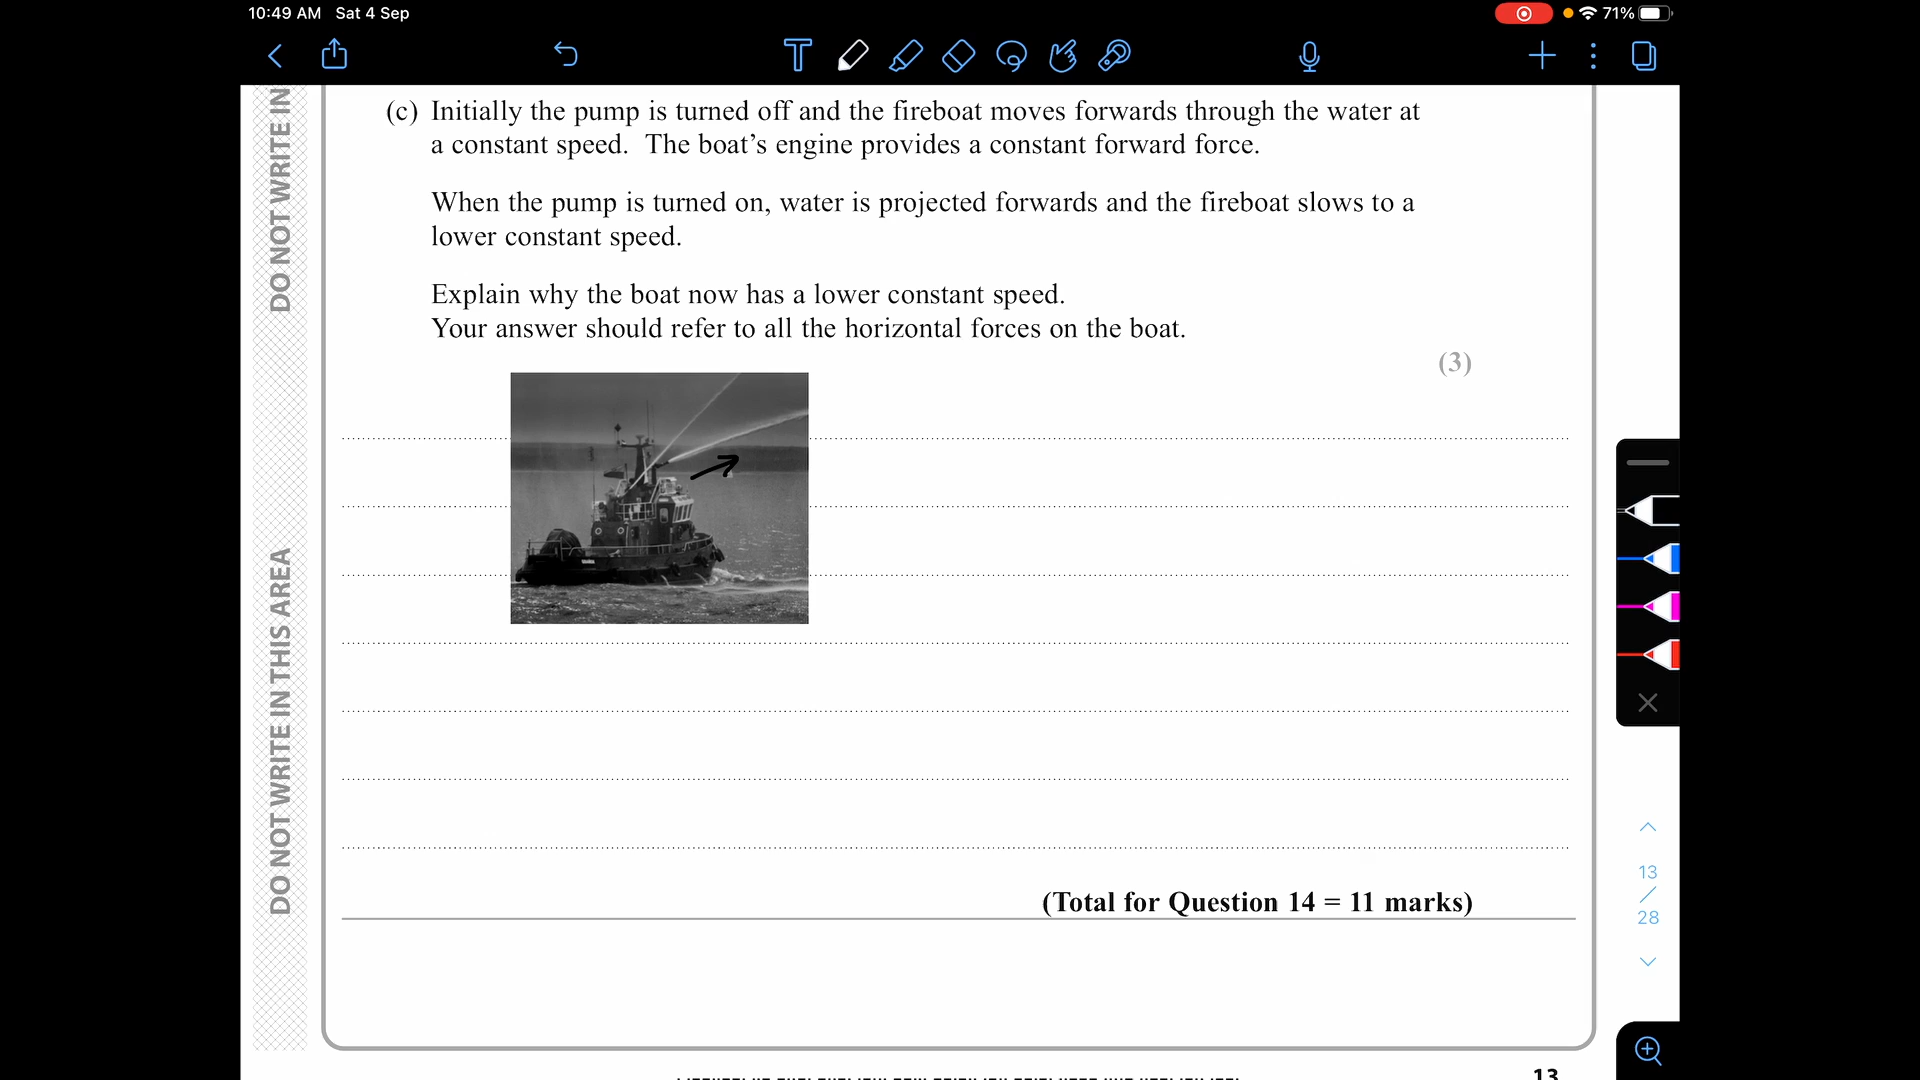 10:49 AM Sat 4 Sep
71%
DO NOT WRITE IN
DO NOT WRITE IN THIS AREA
(c) Initially the pump is turned off and the fireboat moves forwards through the water at
a constant speed. The boat's engine provides a constant forward force.
When the pump is turned on, water is projected forwards and the fireboat slows to a
lower constant speed.
Explain why the boat now has a lower constant speed.
Your answer should refer to all the horizontal forces on the boat.
(3)
(Total for Question 14 = 11 marks)
13
/
28
13